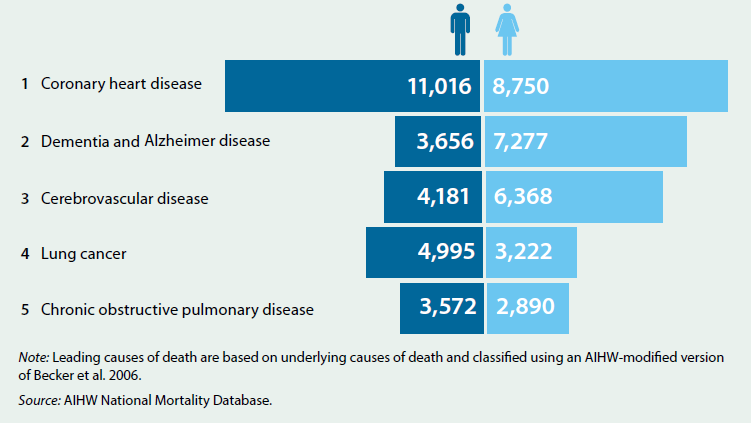 1 Coronary heart disease 11,016 8,750
2 Dementia and Alzheimer disease 3,656 7,277
3 Cerebrovascular disease 4,181 6,368
4 Lung cancer 4,995 3,222
5 Chronic obstructive pulmonary disease 3,572 2,890
Note: Leading causes of death are based on underlying causes of death and classified using an AIHW-modified version
of Becker et al. 2006.
Source: AIHW National Mortality Database.